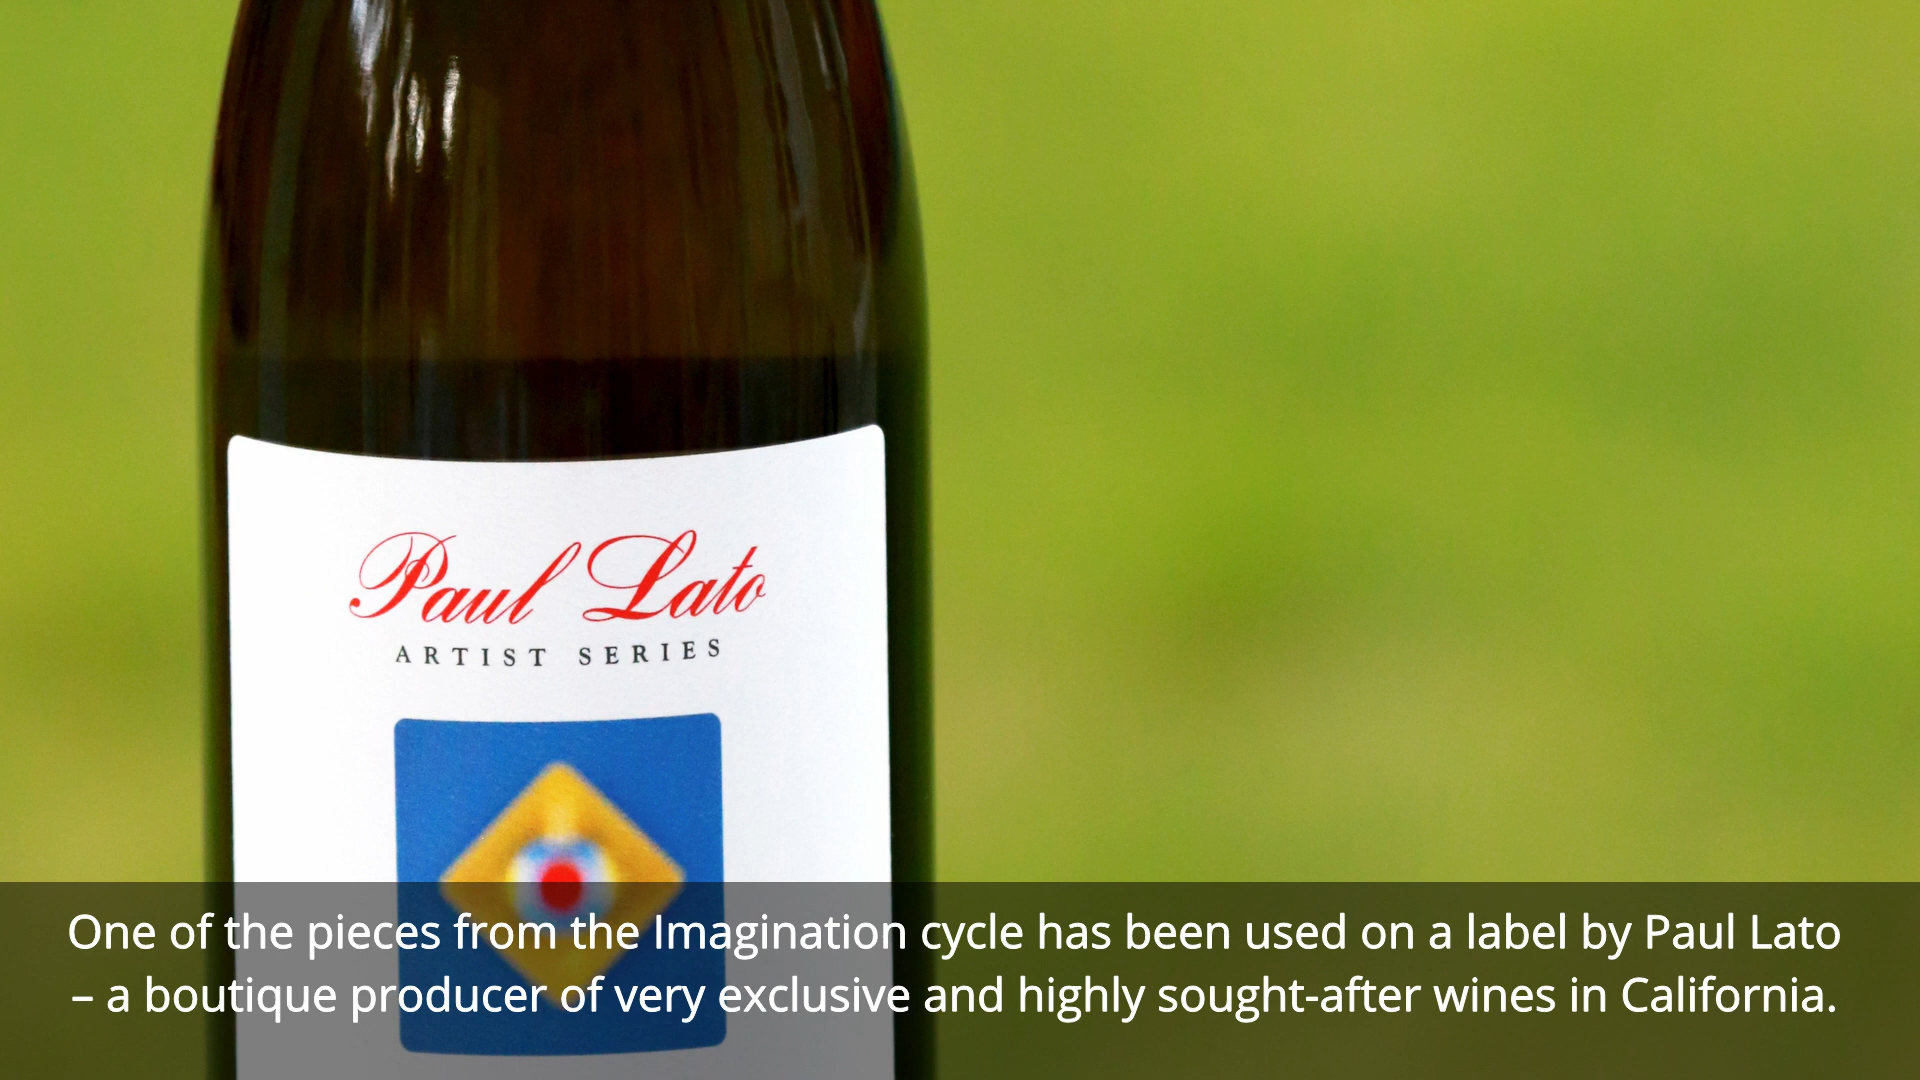 Paul Lato
ARTIST SERIES
One of the pieces from the Imagination cycle has been used on a label by Paul Lato
– a boutique producer of very exclusive and highly sought-after wines in California.